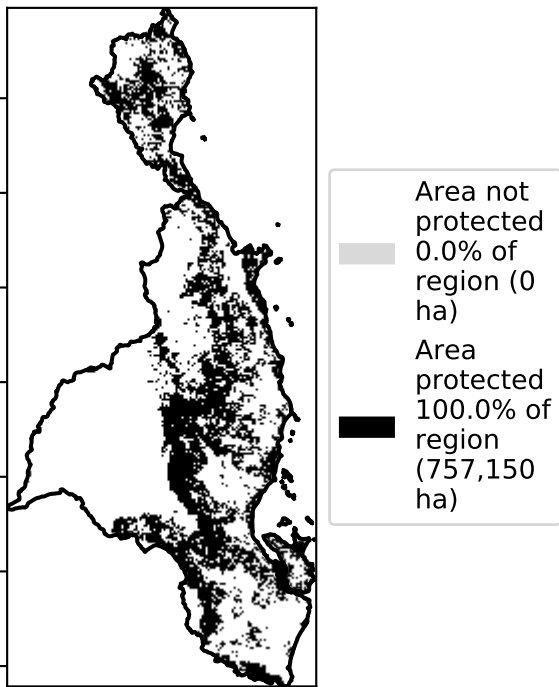 Area not
protected
0.0% of
region (0
ha)
Area
protected
100.0% of
region
(757,150
ha)